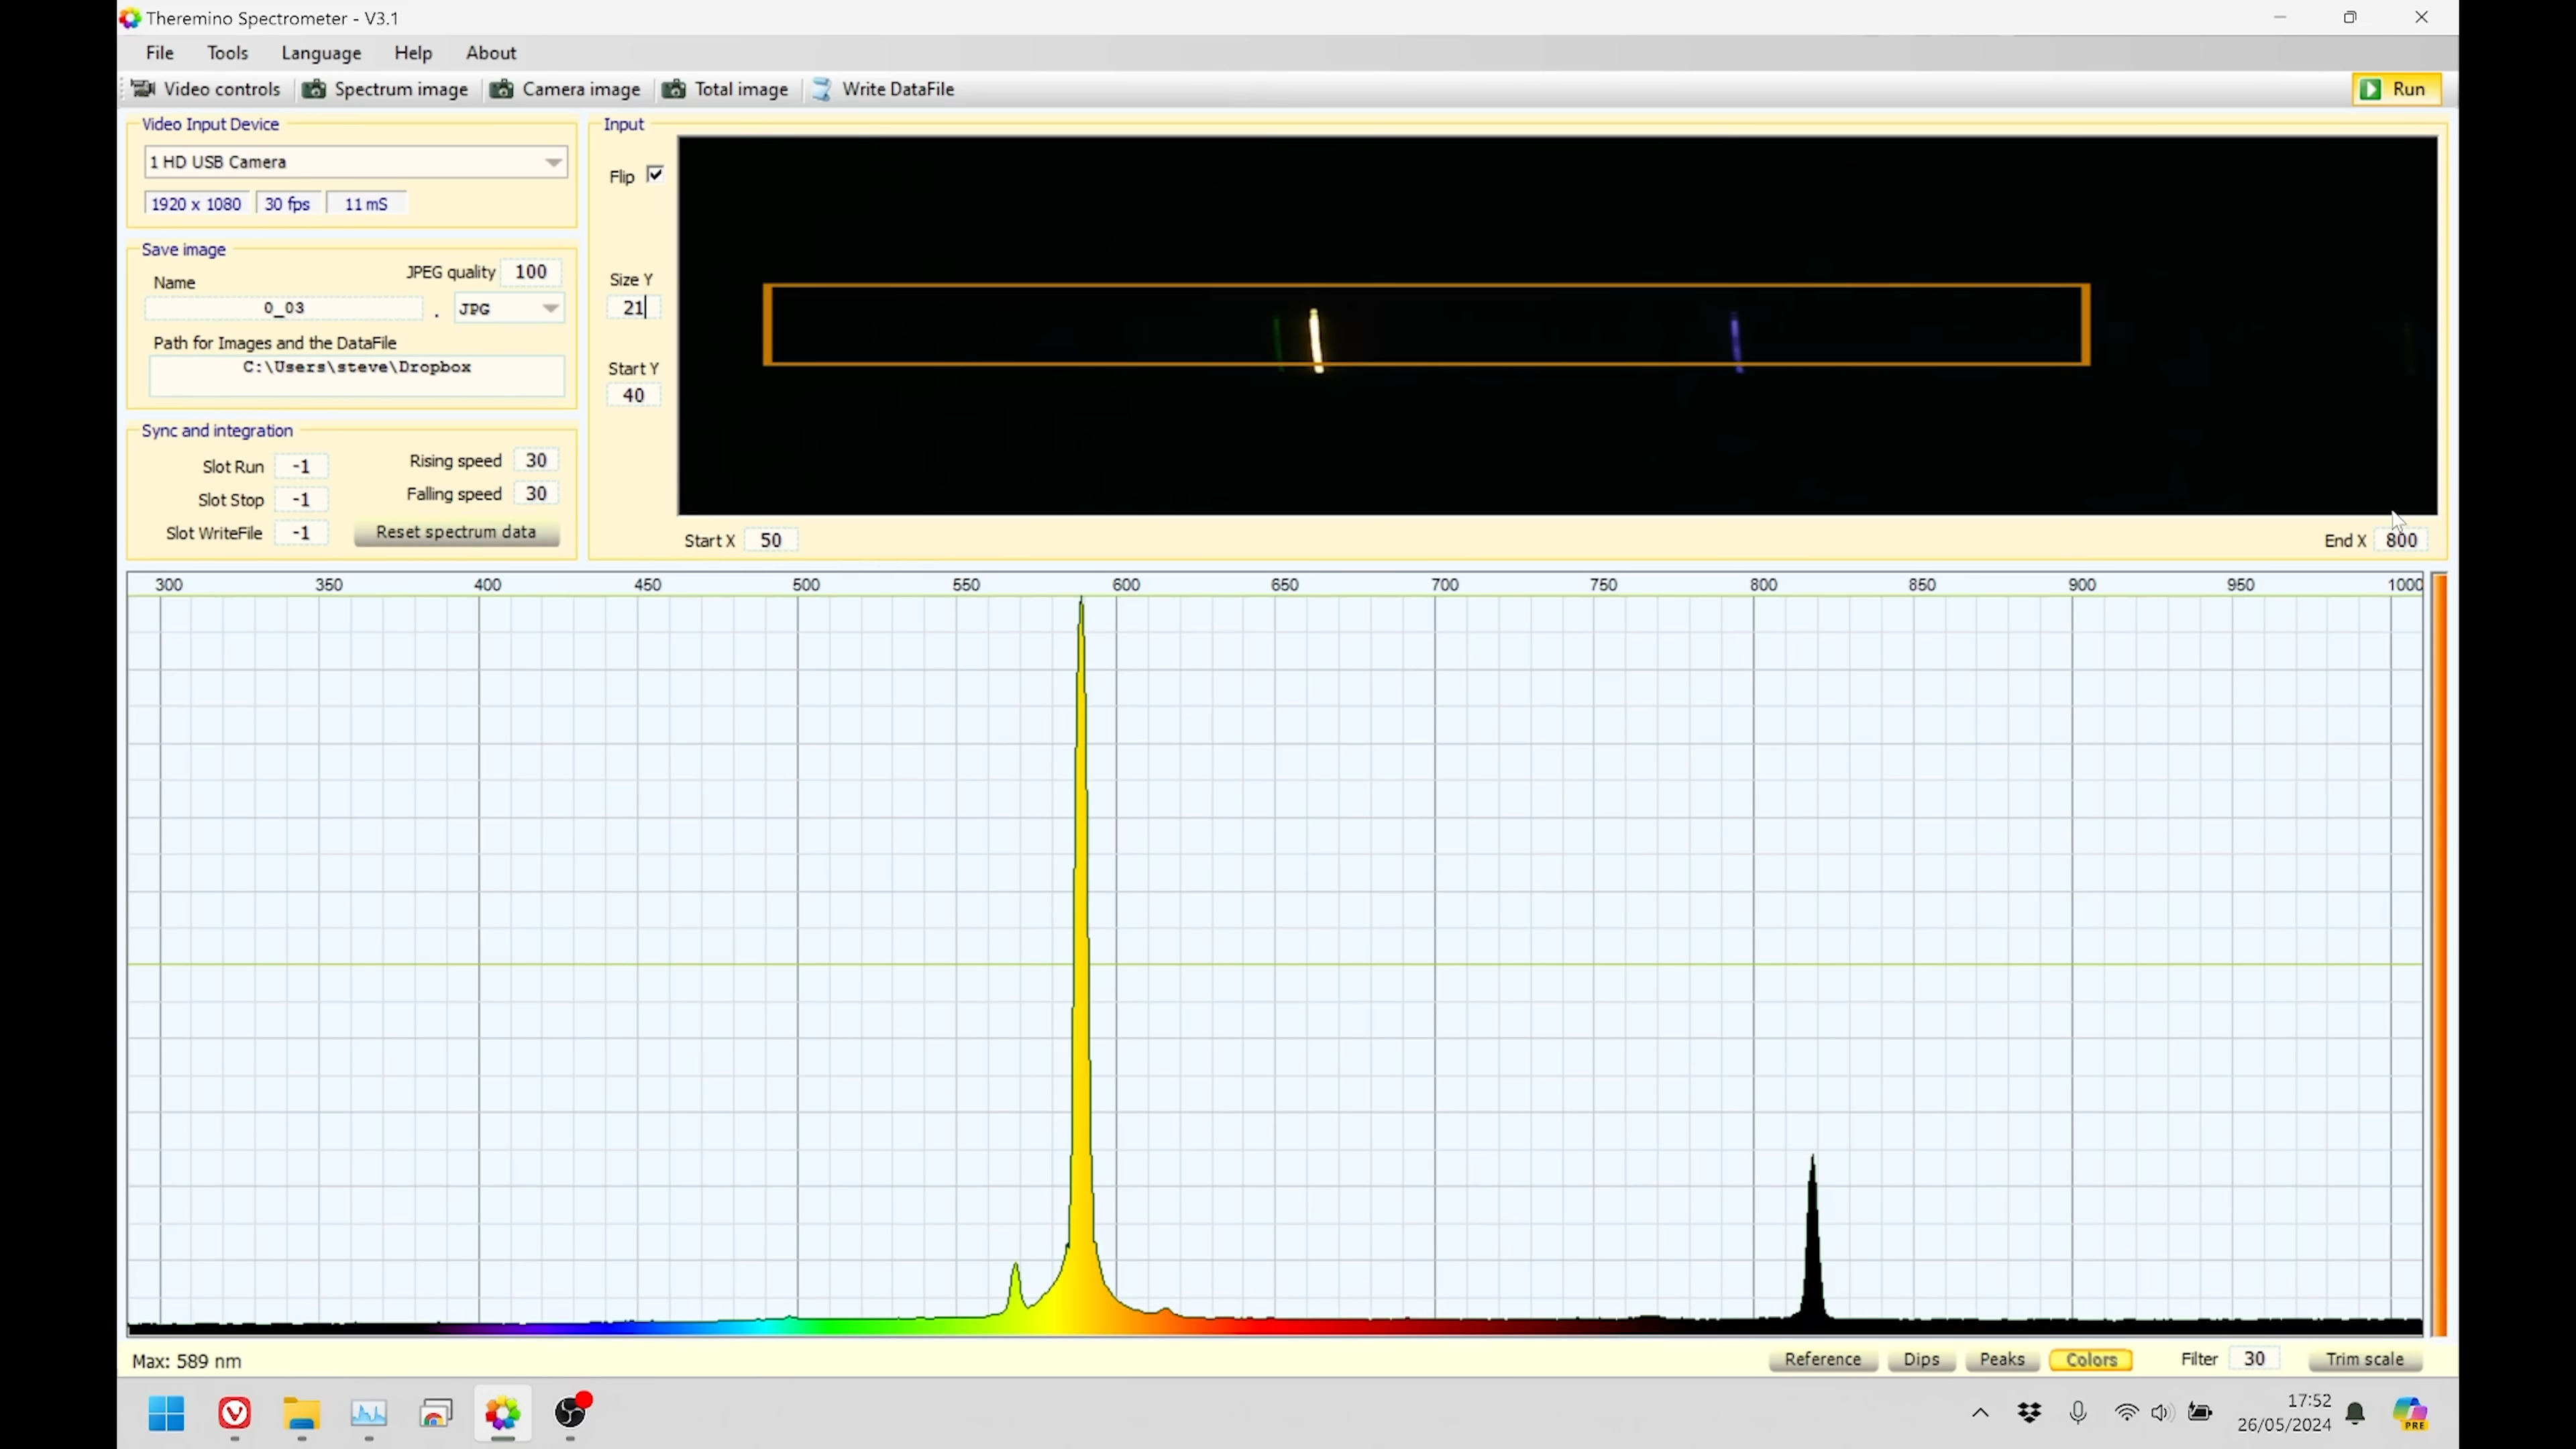 Theremino Spectrometer - V3.1
File Tools Language Help About
Video controls Spectrum image Camera image Total image Write DataFile Run
Video Input Device
1 HD USB Camera
1920 x 1080 30 fps 11 mS
Save image
JPEG quality 100
Name
0_03 . JPG
Path for Images and the DataFile
C:\Users\steve\Dropbox
Sync and integration
Slot Run -1 Rising speed 30
Slot Stop -1 Falling speed 30
Slot WriteFile -1 Reset spectrum data
Input
Flip
Size Y
21
Start Y
40
Start X 50 End X 800
300 350 400 450 500 550 600 650 700 750 800 850 900 950 1000
Max: 589 nm Reference Dips Peaks Colors Filter 30 Trim scale
17:52
26/05/2024
PRE